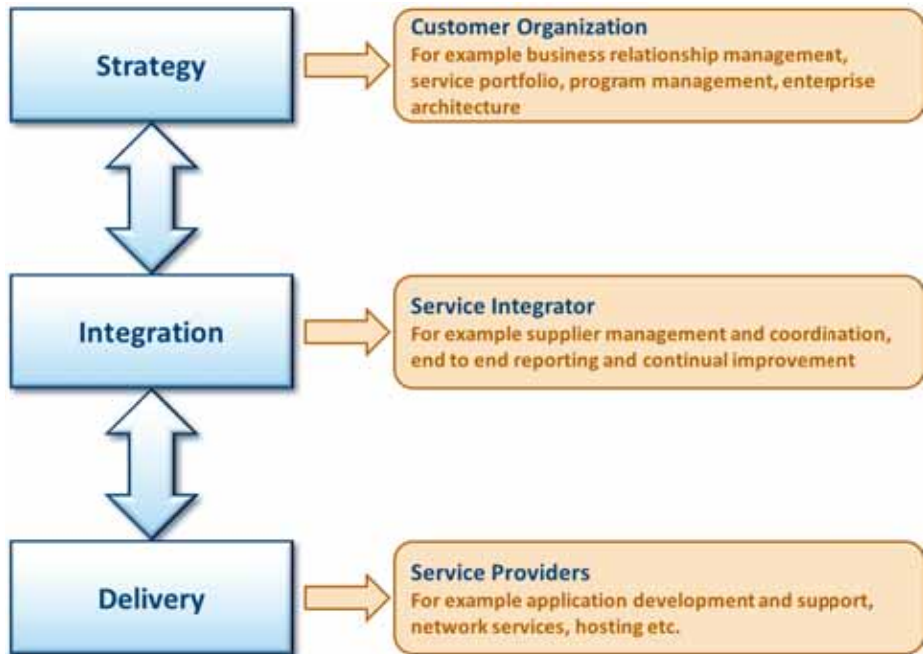 Strategy
Customer Organization
For example business relationship management,
service portfolio, program management, enterprise
architecture
Integration
Service Integrator
For example supplier management and coordination,
end to end reporting and continual improvement
Delivery
Service Providers
For example application development and support,
network services, hosting etc.